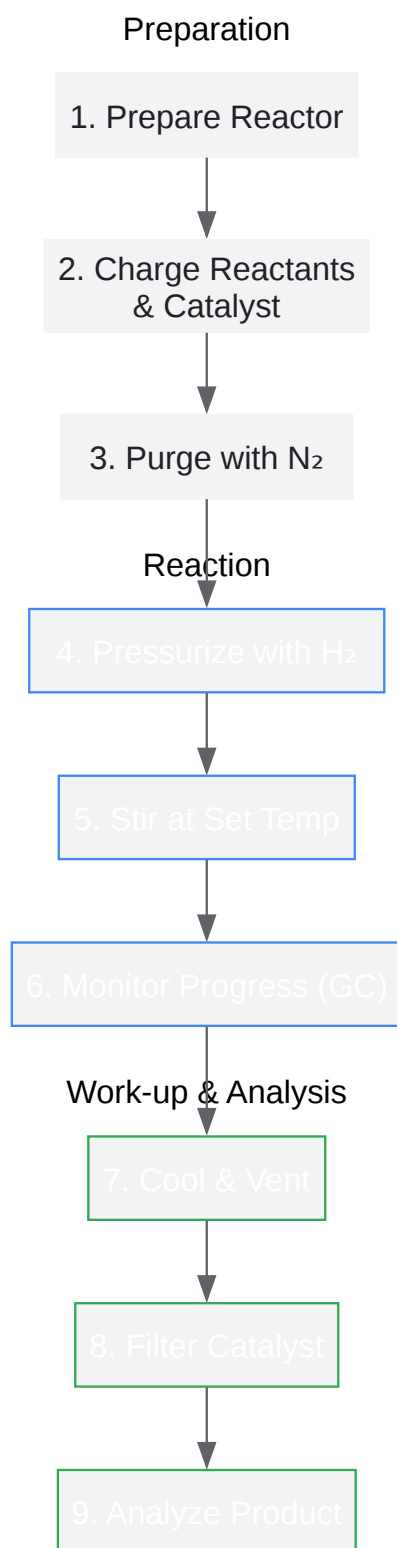 Preparation
1. Prepare Reactor
2. Charge Reactants
& Catalyst
3. Purge with N₂
Reaction
4. Pressurize with H₂
5. Stir at Set Temp
6. Monitor Progress (GC)
Work-up & Analysis
7. Cool & Vent
8. Filter Catalyst
9. Analyze Product